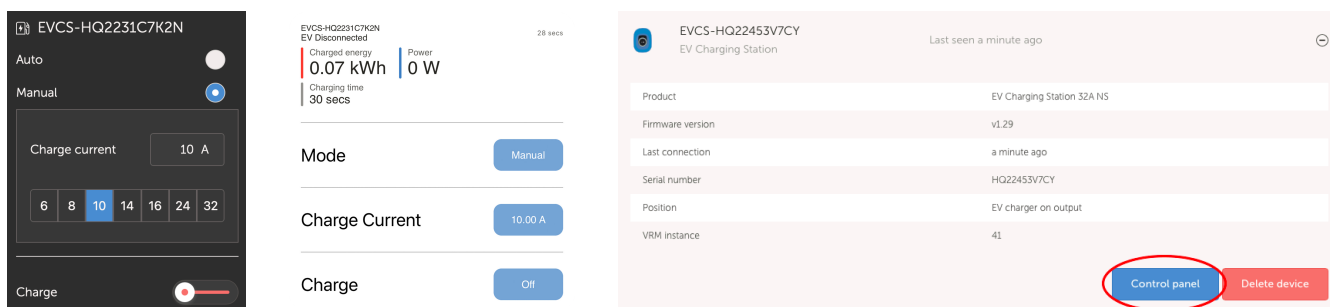 EVCS-HQ2231C7K2N
Auto
Manual
Charge current 10 A
6 8 10 14 16 24 32
Charge
EVCS-HQ2231C7K2N
EV Disconnected
28 secs
Charged energy Power
0.07 kWh 0 W
Charging time
30 secs
Mode Manual
Charge Current 10.00 A
Charge Off
EVCS-HQ22453V7CY
EV Charging Station
Last seen a minute ago
Product EV Charging Station 32A NS
Firmware version v1.29
Last connection a minute ago
Serial number HQ22453V7CY
Position EV charger on output
VRM instance 41
Control panel Delete device